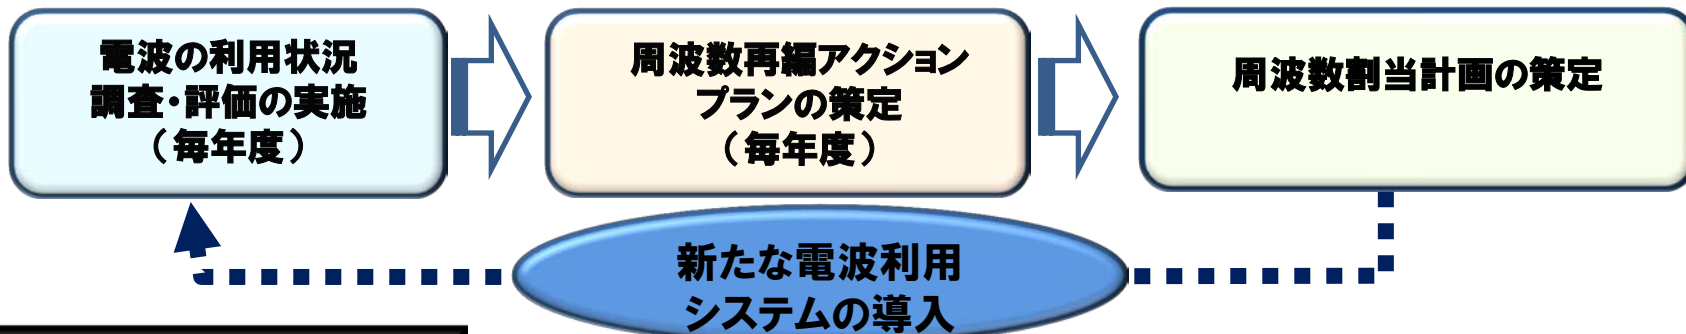 電波の利用状況
調査・評価の実施
（毎年度）
周波数再編アクション
プランの策定
（毎年度）
周波数割当計画の策定
新たな電波利用
システムの導入